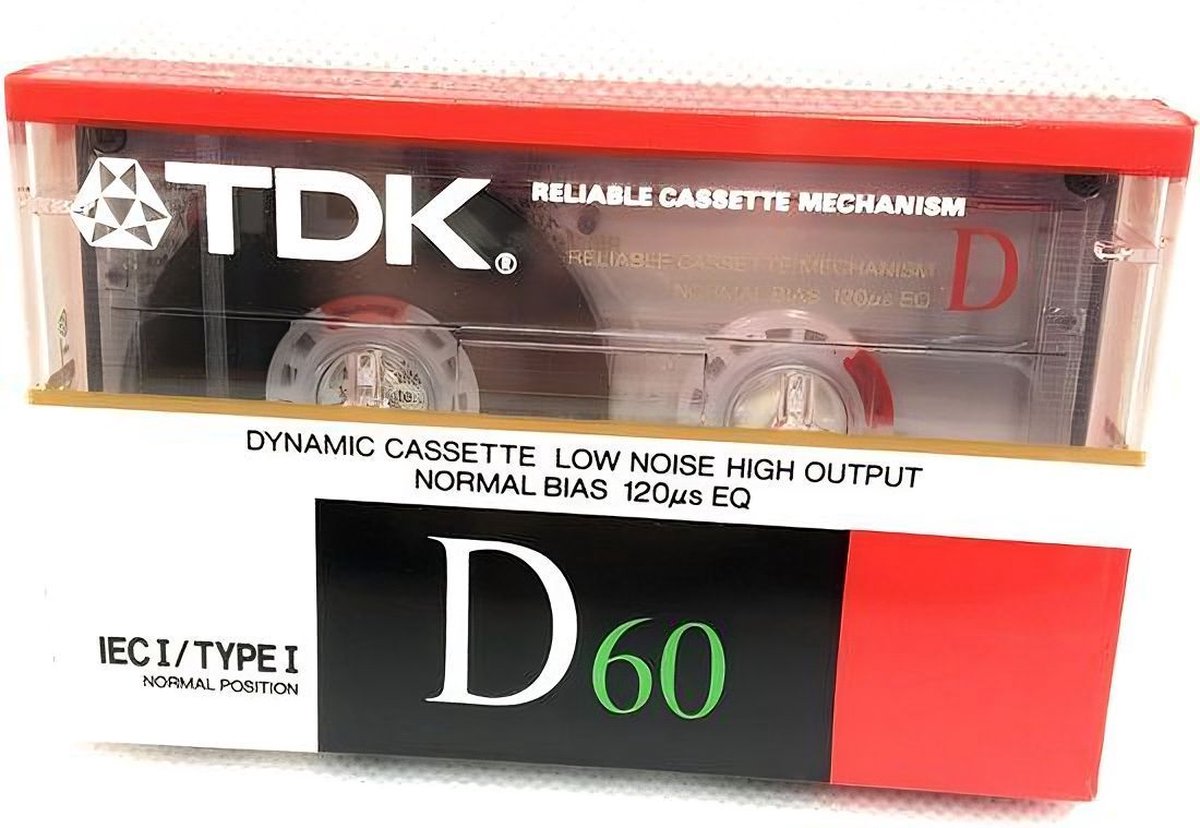 TDK®
RELIABLE CASSETTE MECHANISM
RELIABLE CASSETTE MECHANISM
D
NORMAL BIAS 120µs EQ
DYNAMIC CASSETTE LOW NOISE HIGH OUTPUT
NORMAL BIAS 120µs EQ
D60
IEC I/TYPE I
NORMAL POSITION